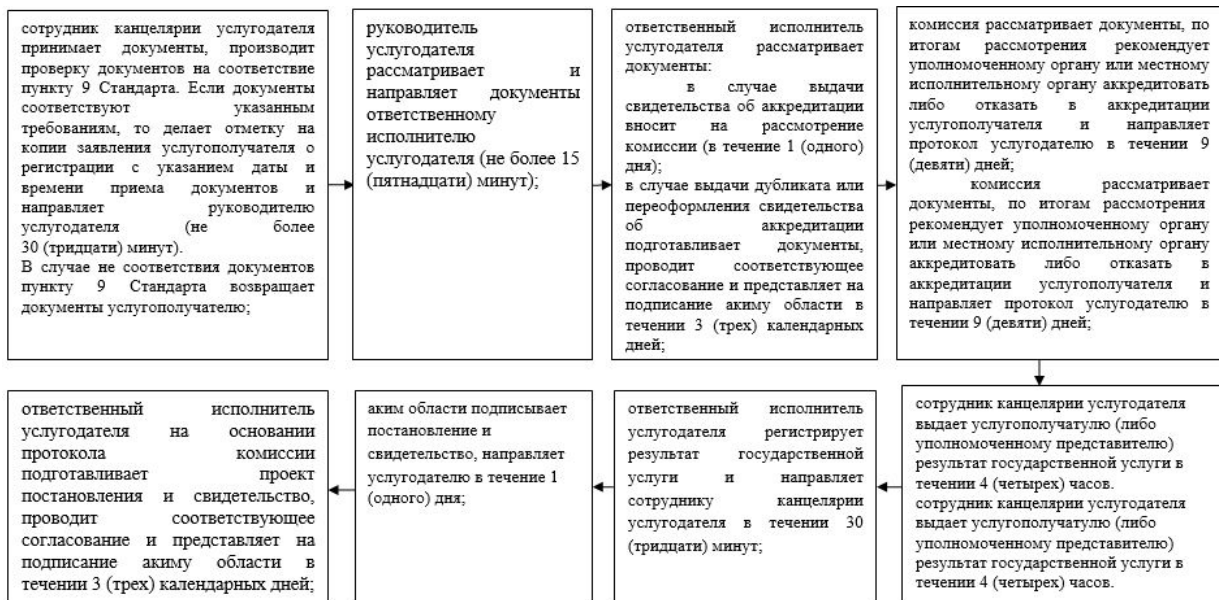 сотрудник канцелярии услугодателя
принимает документы, производит
проверку документов на соответствие
пункту 9 Стандарта. Если документы
соответствуют указанным
требованиям, то делает отметку на
копии заявления услугополучателя о
регистрации с указанием даты и
времени приема документов и
направляет руководителю
услугодателя (не более
30 (тридцати) минут).
В случае не соответствия документов
пункту 9 Стандарта возвращает
документы услугополучателю;
руководитель
услугодателя
рассматривает и
направляет документы
ответственному
исполнителю
услугодателя (не более 15
(пятнадцати) минут);
ответственный исполнитель
услугодателя рассматривает
документы:
в случае выдачи
свидетельства об аккредитации
вносит на рассмотрение
комиссии (в течение 1 (одного)
дня);
в случае выдачи дубликата или
переоформления свидетельства
об аккредитации
подготавливает документы,
проводит соответствующее
согласование и представляет на
подписание акиму области в
течении 3 (трех) календарных
дней;
комиссия рассматривает документы, по
итогам рассмотрения рекомендует
уполномоченному органу или местному
исполнительному органу аккредитовать
либо отказать в аккредитации
услугополучателя и направляет
протокол услугодателю в течении 9
(девяти) дней;
комиссия рассматривает
документы, по итогам рассмотрения
рекомендует уполномоченному органу
или местному исполнительному органу
аккредитовать либо отказать в
аккредитации услугополучателя и
направляет протокол услугодателю в
течении 9 (девяти) дней;
ответственный исполнитель
услугодателя на основании
протокола комиссии
подготавливает проект
постановления и свидетельство,
проводит соответствующее
согласование и представляет на
подписание акиму области в
течении 3 (трех) календарных дней;
аким области подписывает
постановление и
свидетельство, направляет
услугодателю в течение 1
(одного) дня;
ответственный исполнитель
услугодателя регистрирует
результат государственной
услуги и направляет
сотруднику канцелярии
услугодателя в течении 30
(тридцати) минут;
сотрудник канцелярии услугодателя
выдает услугополучатулю (либо
уполномоченному представителю)
результат государственной услуги в
течении 4 (четырех) часов.
сотрудник канцелярии услугодателя
выдает услугополучатулю (либо
уполномоченному представителю)
результат государственной услуги в
течении 4 (четырех) часов.